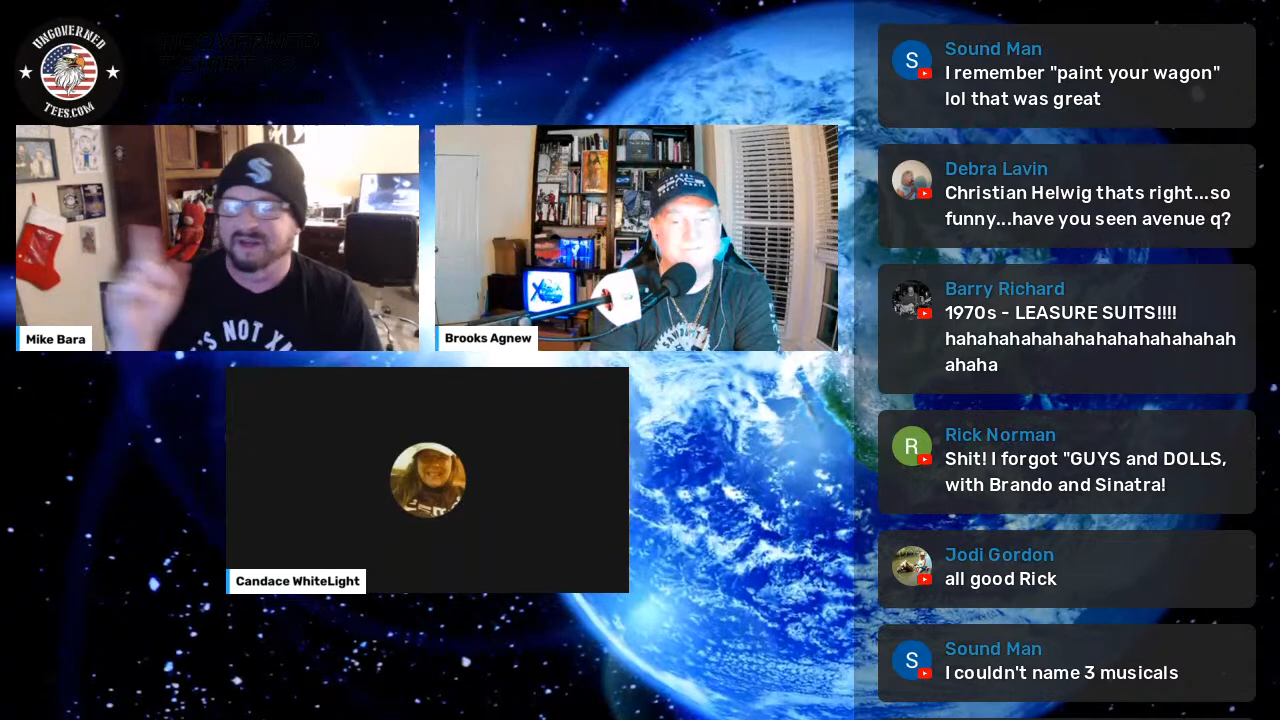 UNGOVERNED
TEES.COM
Mike Bara
Brooks Agnew
Candace WhiteLight
Sound Man
I remember "paint your wagon"
lol that was great
Debra Lavin
Christian Helwig thats right...so
funny...have you seen avenue q?
Barry Richard
1970s - LEASURE SUITS!!!!
hahahahahahahahahahahahahah
ahaha
R
Rick Norman
Shit! I forgot "GUYS and DOLLS,
with Brando and Sinatra!
Jodi Gordon
all good Rick
S
Sound Man
I couldn't name 3 musicals